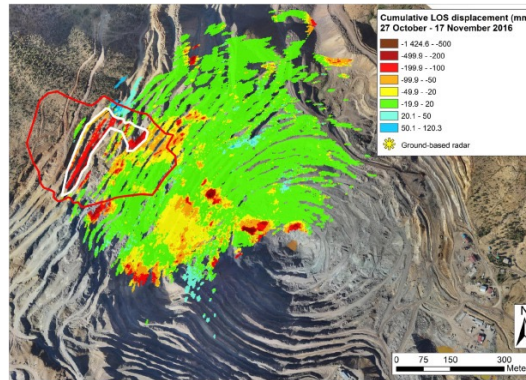 Cumulative LOS displacement (mm)
27 October - 17 November 2016
-1 424.6 - -500
-499.9 - -200
-199.9 - -100
-99.9 - -50
-49.9 - -20
-19.9 - 20
20.1 - 50
50.1 - 120.3
Ground-based radar
N
0 75 150 300